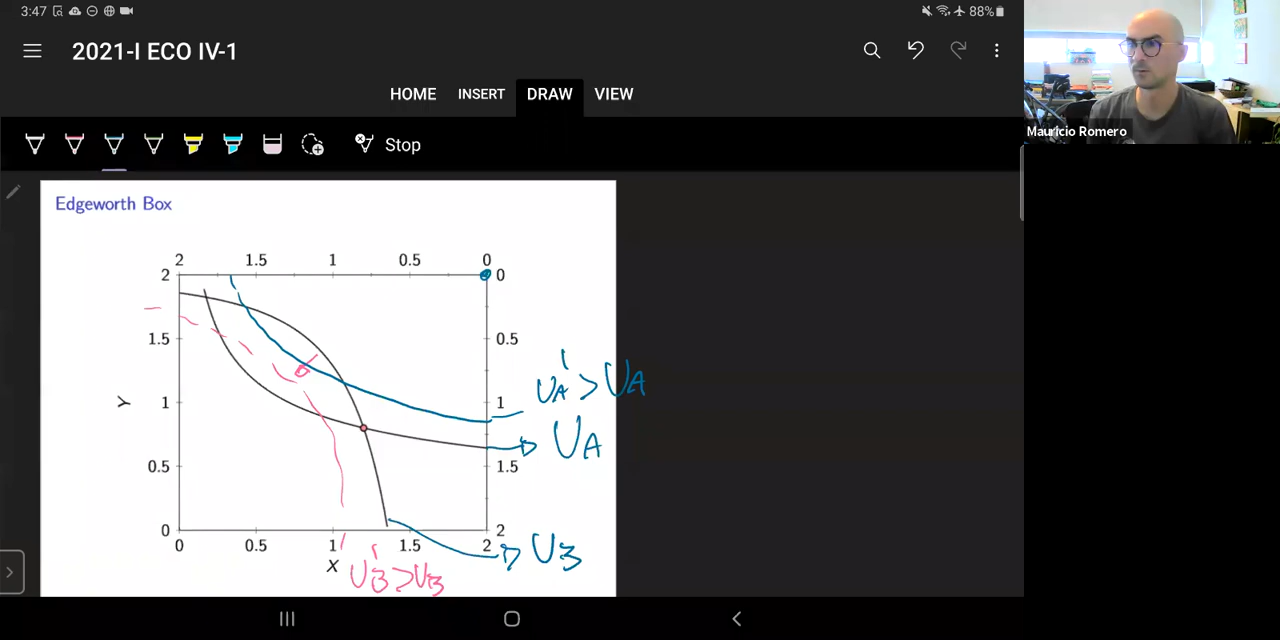 3:47 88%
2021-I ECO IV-1
HOME INSERT DRAW VIEW
Stop
Mauricio Romero
Edgeworth Box
2 1.5 1 0.5 0
2 0
1.5 0.5
U'A > UA
Y 1 1
UA
0.5 1.5
0 2
0 0.5 1 1.5 2
UB
X
U'B > UB